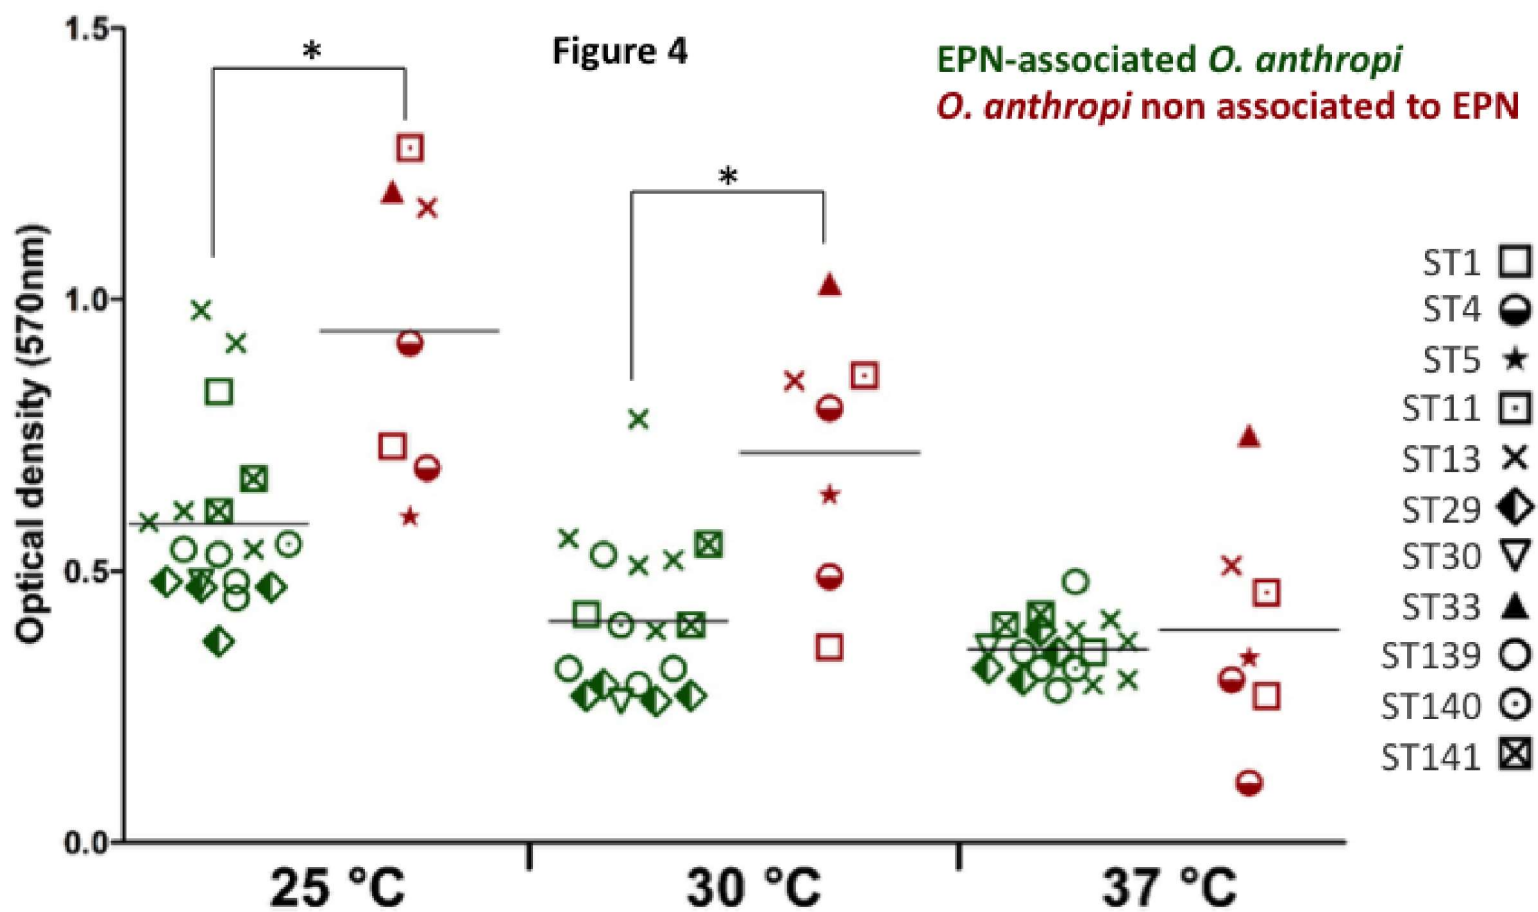 Figure 4
EPN-associated O. anthropi
O. anthropi non associated to EPN
*
*
Optical density (570nm)
1.5
1.0
0.5
0.0
25 °C
30 °C
37 °C
ST1
ST4
ST5
ST11
ST13
ST29
ST30
ST33
ST139
ST140
ST141